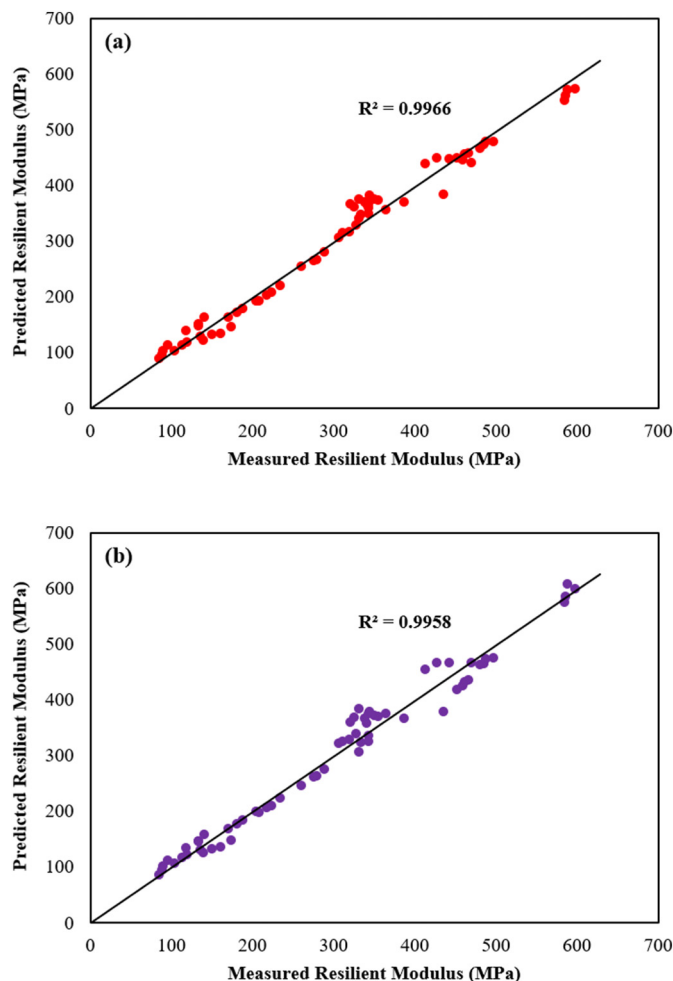 700
(a)
600
R² = 0.9966
500
400
300
200
100
0
0 100 200 300 400 500 600 700
Predicted Resilient Modulus (MPa)
Measured Resilient Modulus (MPa)
700
(b)
600
R² = 0.9958
500
400
300
200
100
0
0 100 200 300 400 500 600 700
Predicted Resilient Modulus (MPa)
Measured Resilient Modulus (MPa)